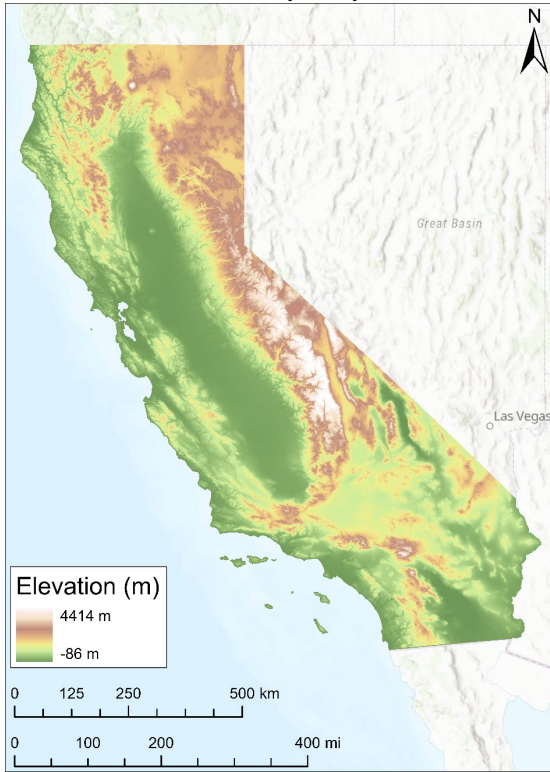 N
Great Basin
Las Vegas
Elevation (m)
4414 m
-86 m
0 125 250 500 km
0 100 200 400 mi